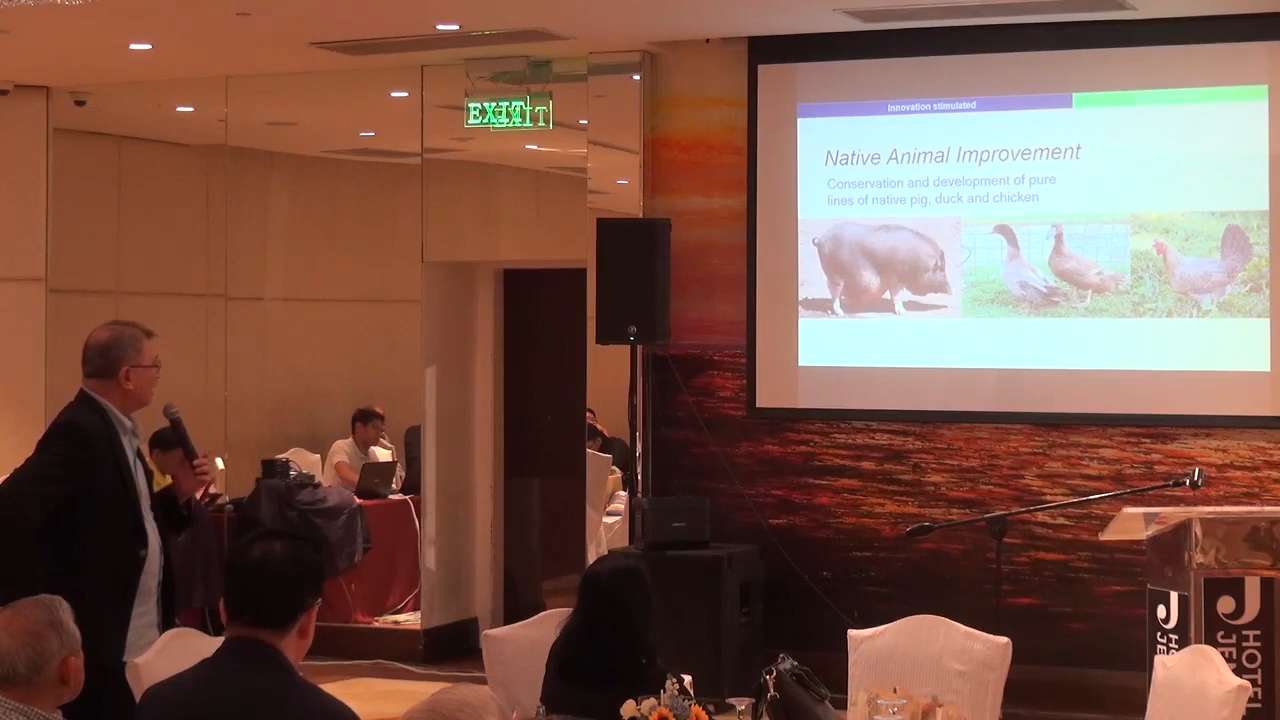 EXIT
Innovation stimulated
Native Animal Improvement
Conservation and development of pure
lines of native pig, duck and chicken
HOTEL